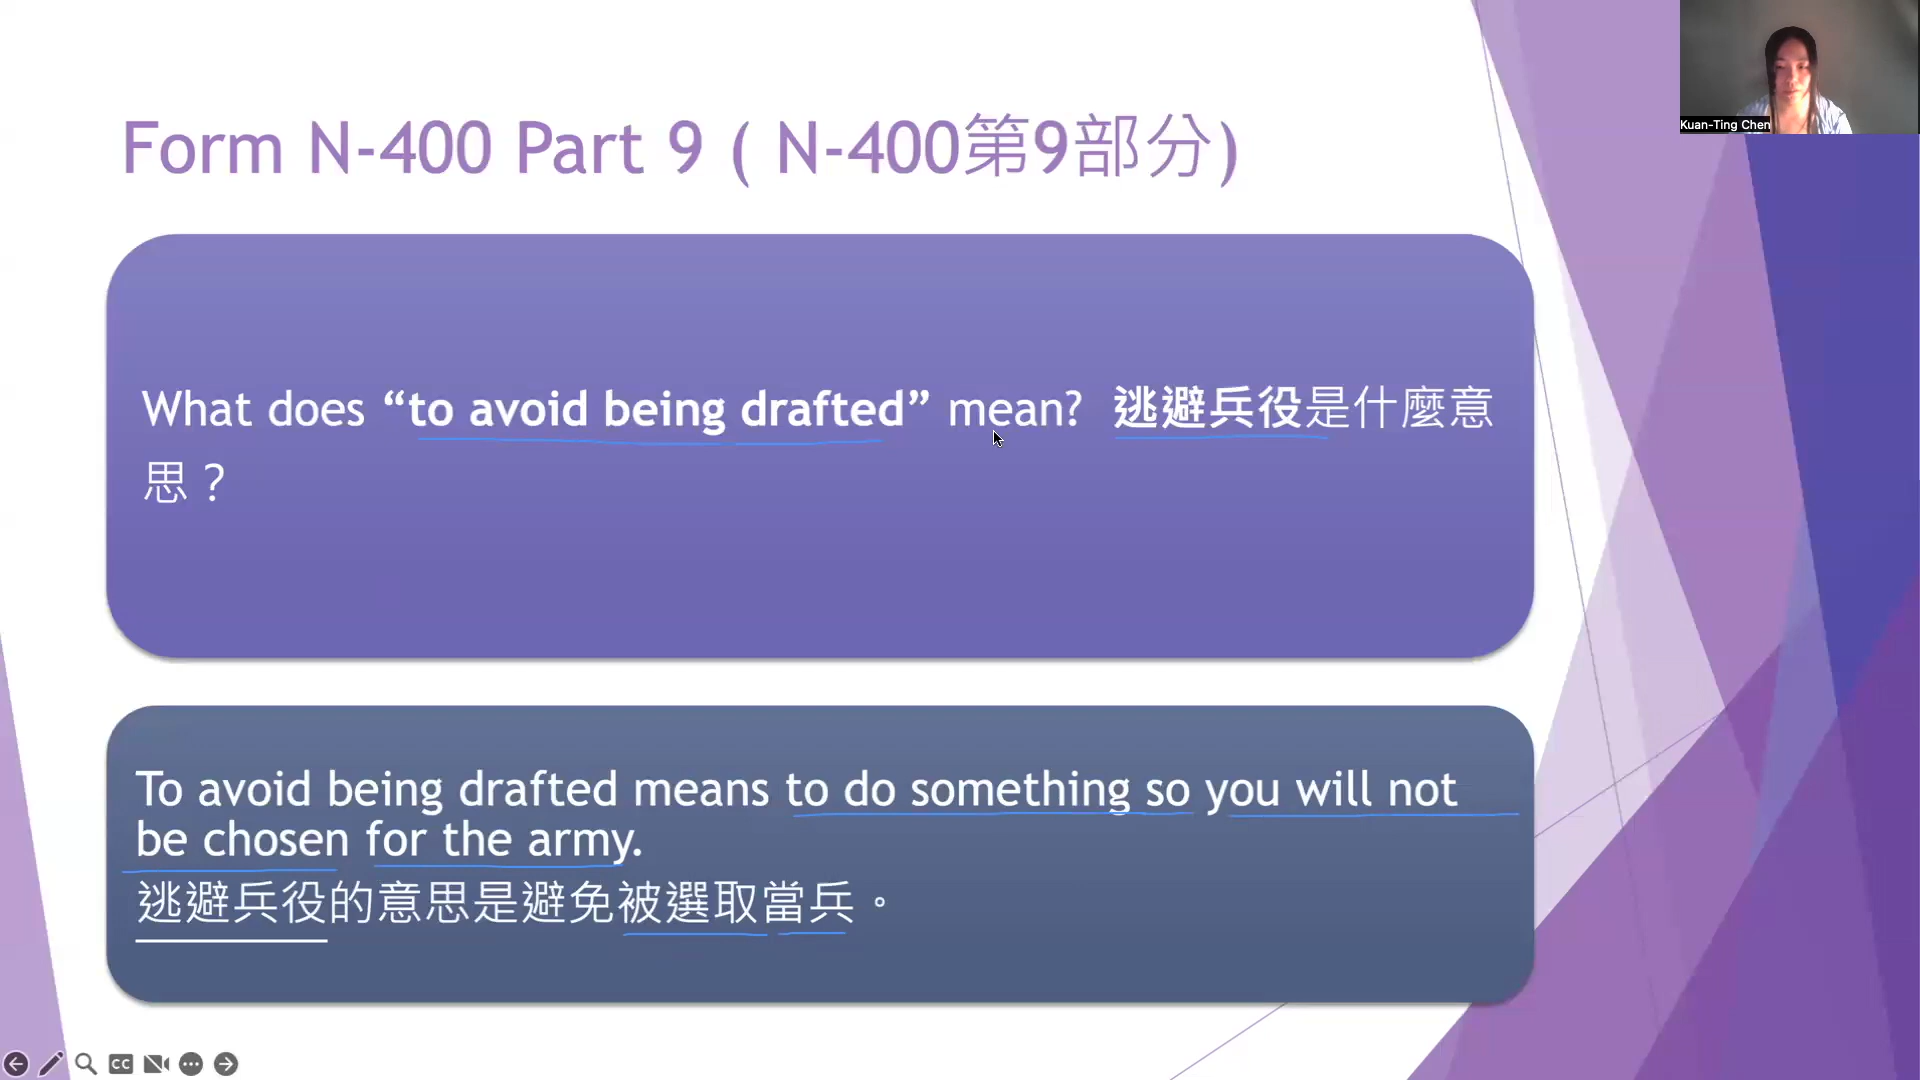 Form N-400 Part 9 ( N-400第9部分)
Kuan-Ting Chen
What does “to avoid being drafted” mean? 逃避兵役是什麼意
思？
To avoid being drafted means to do something so you will not
be chosen for the army.
逃避兵役的意思是避免被選取當兵。
CC